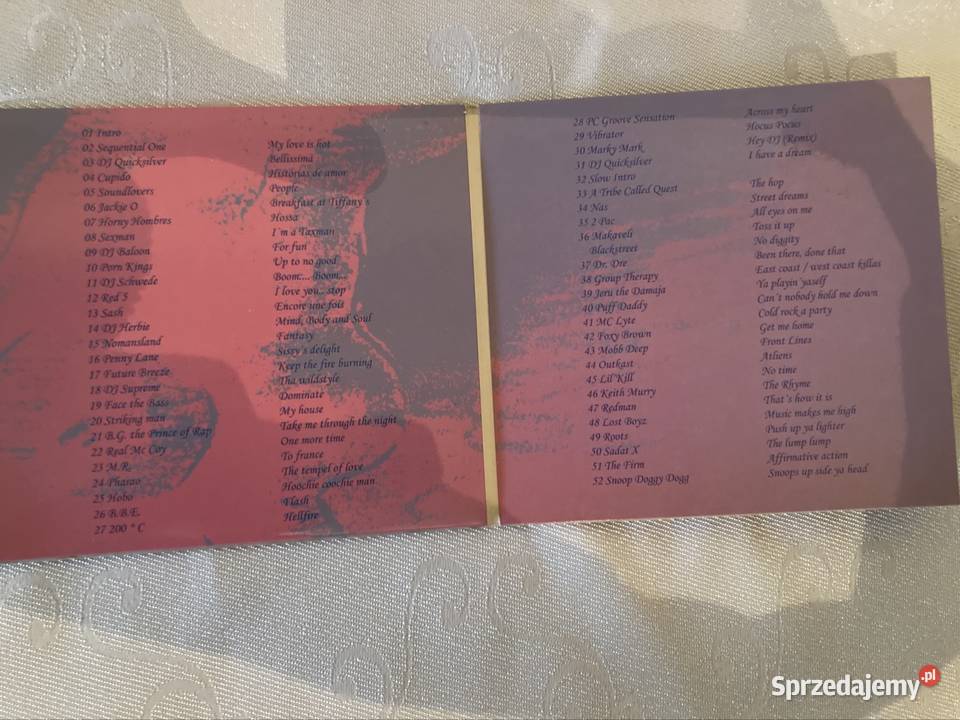 01 Intro
02 Sequential One My love is hot
03 DJ Quicksilver Bellissima
04 Cupido Historias de amor
05 Soundlovers People
06 Jackie O Breakfast at Tiffany´s
07 Horny Hombres Hossa
08 Sexman I´m a Taxman
09 DJ Baloon For fun
10 Porn Kings Up to no good
11 DJ Schwede Boom.... Boom...
12 Red 5 I love you.. stop
13 Sash Encore une fois
14 DJ Herbie Mind, Body and Soul
15 Nomansland Fantasy
16 Penny Lane Sissy´s delight
17 Future Breeze Keep the fire burning
18 DJ Supreme Tha wildstyle
19 Face the Bass Dominate
20 Striking man My house
21 B.G. the Prince of Rap Take me through the night
22 Real Mc Coy One more time
23 M.R. To france
24 Pharao The tempel of love
25 Hobo Hoochie coochie man
26 B.B.E. Flash
27 200 ° C Hellfire
28 PC Groove Sensation Across my heart
29 Vibrator Hocus Pocus
30 Marky Mark Hey DJ (Remix)
31 DJ Quicksilver I have a dream
32 Slow Intro
33 A Tribe Called Quest The hop
34 Nas Street dreams
35 2 Pac All eyes on me
36 Makaveli Toss it up
Blackstreet No diggity
37 Dr. Dre Been there, done that
38 Group Therapy East coast / west coast killas
39 Jeru the Damaja Ya playin´yaself
40 Puff Daddy Can´t nobody hold me down
41 MC Lyte Cold rock a party
42 Foxy Brown Get me home
43 Mobb Deep Front Lines
44 Outkast Athiens
45 Lil´Kill No time
46 Keith Murry The Rhyme
47 Redman That´s how it is
48 Lost Boyz Music makes me high
49 Roots Push up ya lighter
50 Sadat X The lump lump
51 The Firm Affirmative action
52 Snoop Doggy Dogg Snoops up side ya head
Sprzedajemy.pl